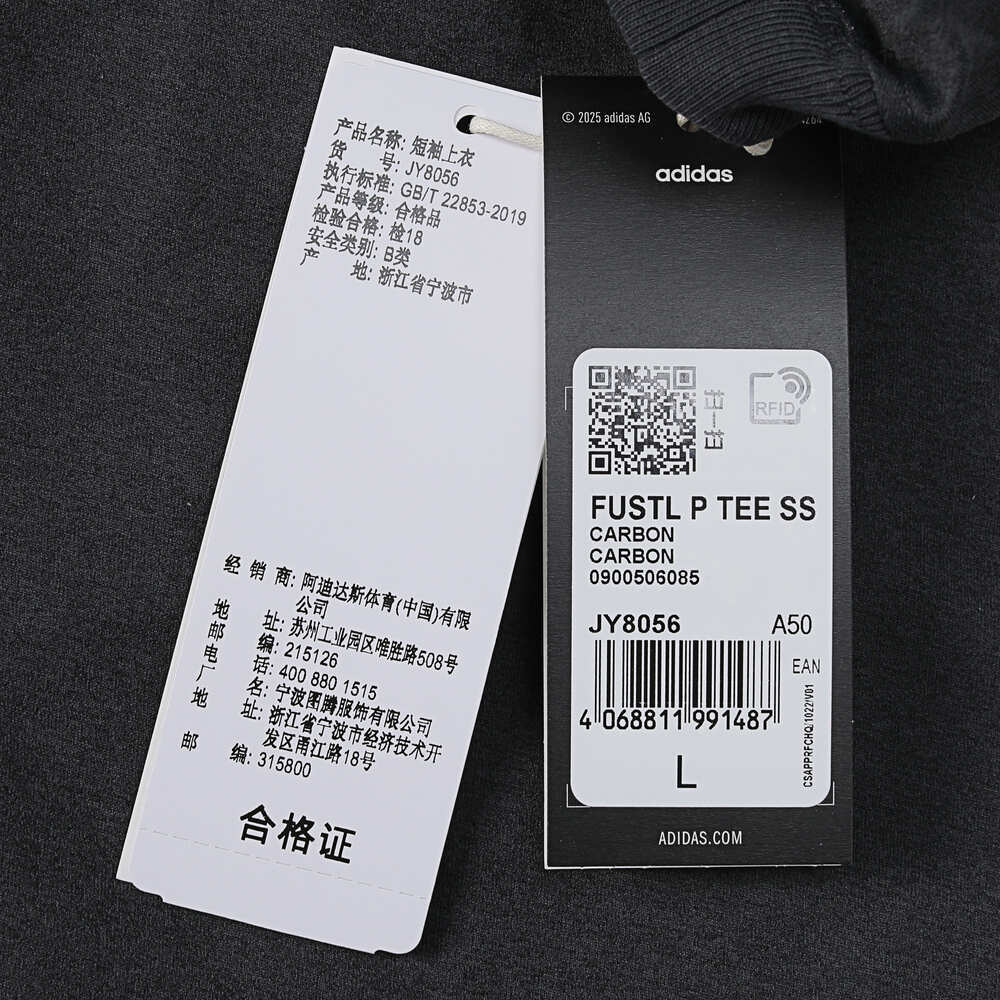 产品名称: 短袖上衣
货 号: JY8056
执行标准: GB/T 22853-2019
产品等级: 合格品
检验合格: 检18
安全类别: B类
产 地: 浙江省宁波市
经 销 商: 阿迪达斯体育(中国)有限
公司
地 址: 苏州工业园区唯胜路508号
邮 编: 215126
电 话: 400 880 1515
厂 名: 宁波图腾服饰有限公司
地 址: 浙江省宁波市经济技术开
发区甬江路18号
邮 编: 315800
合格证
© 2025 adidas AG
adidas
RFID
FUSTL P TEE SS
CARBON
CARBON
0900506085
JY8056 A50
EAN
4 068811 991487
CSAPPRFCHQ/1022/V01
L
ADIDAS.COM